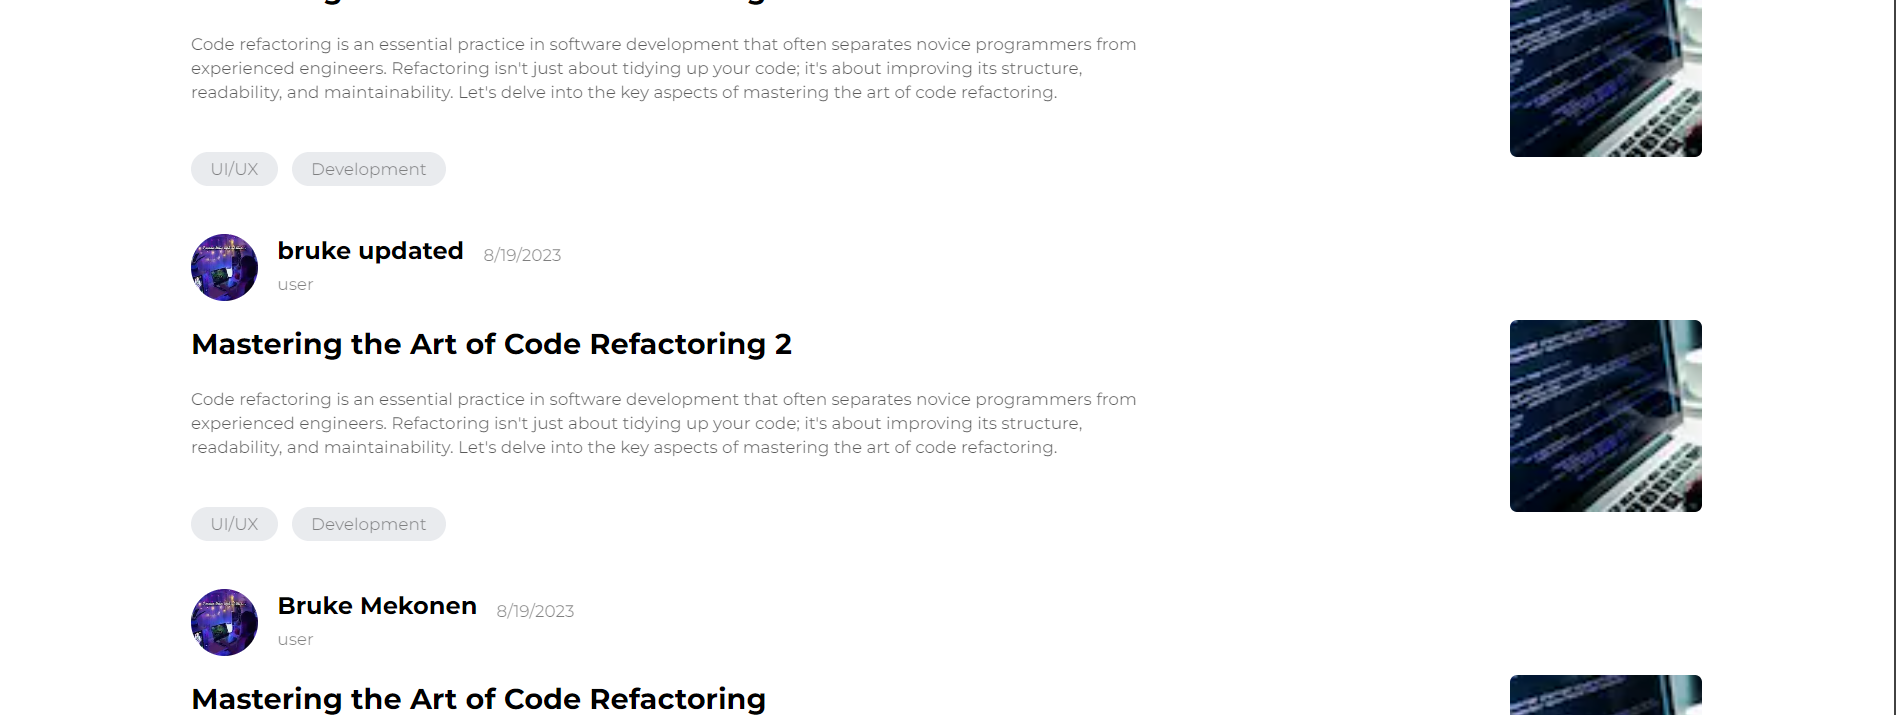 Code refactoring is an essential practice in software development that often separates novice programmers from
experienced engineers. Refactoring isn't just about tidying up your code; it's about improving its structure,
readability, and maintainability. Let's delve into the key aspects of mastering the art of code refactoring.
UI/UX Development
bruke updated 8/19/2023
user
Mastering the Art of Code Refactoring 2
Code refactoring is an essential practice in software development that often separates novice programmers from
experienced engineers. Refactoring isn't just about tidying up your code; it's about improving its structure,
readability, and maintainability. Let's delve into the key aspects of mastering the art of code refactoring.
UI/UX Development
Bruke Mekonen 8/19/2023
user
Mastering the Art of Code Refactoring